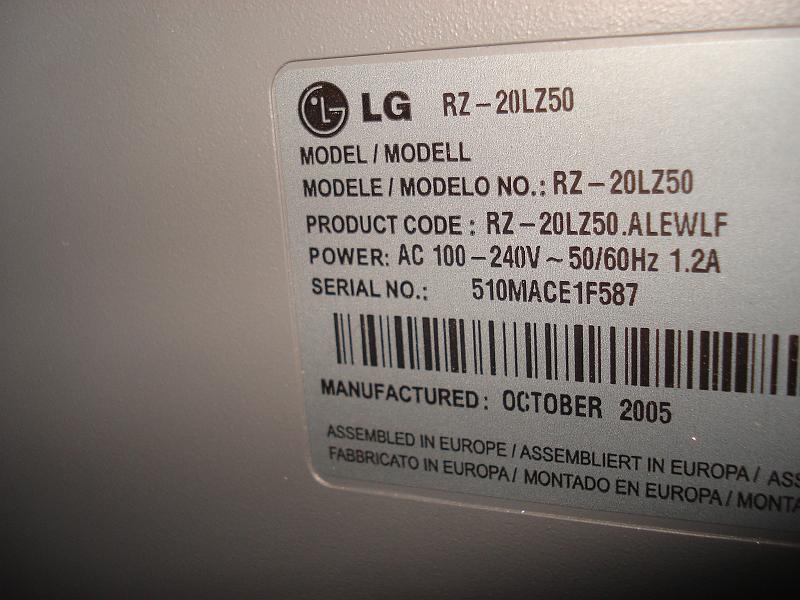 LG RZ-20LZ50
MODEL / MODELL
MODELE / MODELO NO.: RZ-20LZ50
PRODUCT CODE : RZ-20LZ50.ALEWLF
POWER: AC 100-240V ~ 50/60Hz 1.2A
SERIAL NO.: 510MACE1F587
MANUFACTURED: OCTOBER 2005
ASSEMBLED IN EUROPE / ASSEMBLIERT IN EUROPA / ASS
FABBRICATO IN EUROPA / MONTADO EN EUROPA / MONTA